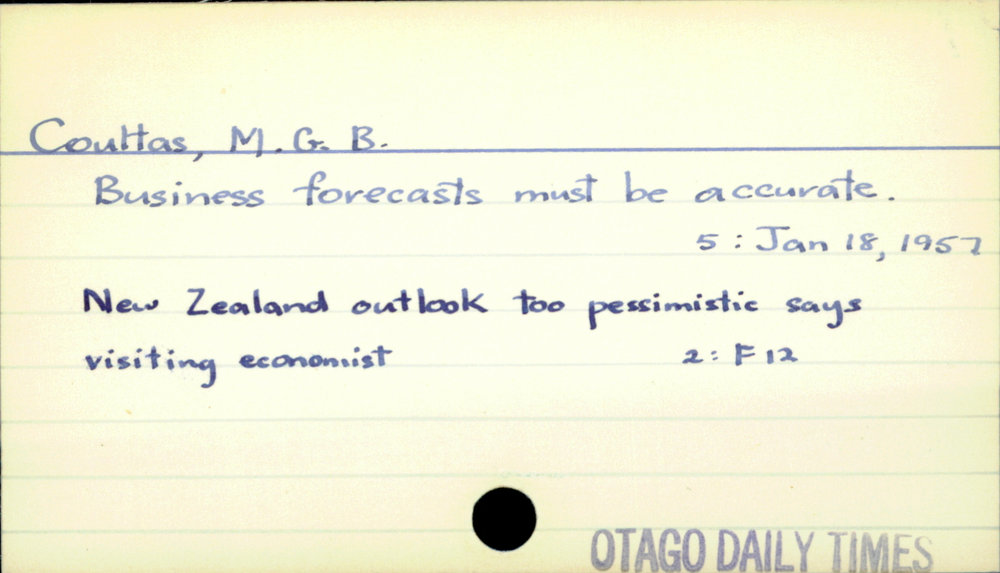 Coulttas, M. G. B.
Business forecasts must be accurate.
5 : Jan 18, 1957
New Zealand outlook too pessimistic says
visiting economist 2: F 12
OTAGO DAILY TIMES